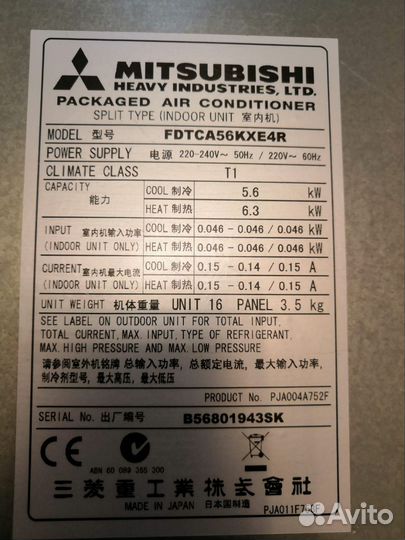 MITSUBISHI
HEAVY INDUSTRIES, LTD.
PACKAGED AIR CONDITIONER
SPLIT TYPE (INDOOR UNIT 室内机)
MODEL 型号 FDTCA56KXE4R
POWER SUPPLY 电源 220-240V~ 50Hz / 220V~ 60Hz
CLIMATE CLASS T1
CAPACITY 能力 COOL 制冷 5.6 kW
HEAT 制热 6.3 kW
INPUT 室内机输入功率 (INDOOR UNIT ONLY) COOL 制冷 0.046 - 0.046 / 0.046 kW
HEAT 制热 0.046 - 0.046 / 0.046 kW
CURRENT 室内机最大电流 (INDOOR UNIT ONLY) COOL 制冷 0.15 - 0.14 / 0.15 A
HEAT 制热 0.15 - 0.14 / 0.15 A
UNIT WEIGHT 机体重量 UNIT 16 PANEL 3.5 kg
SEE LABEL ON OUTDOOR UNIT FOR TOTAL INPUT,
TOTAL CURRENT, MAX. INPUT, TYPE OF REFRIGERANT,
MAX. HIGH PRESSURE AND MAX. LOW PRESSURE.
请参阅室外机铭牌 总输入功率, 总额定电流, 最大输入功率,
制冷剂型号, 最大高压, 最大低压
PRODUCT No. PJA004A752F
SERIAL No. 出厂编号 B56801943SK
ABN 60 089 365 300
三菱重工業株式會社
MADE IN JAPAN 日本国制造
PJA011F
Avito